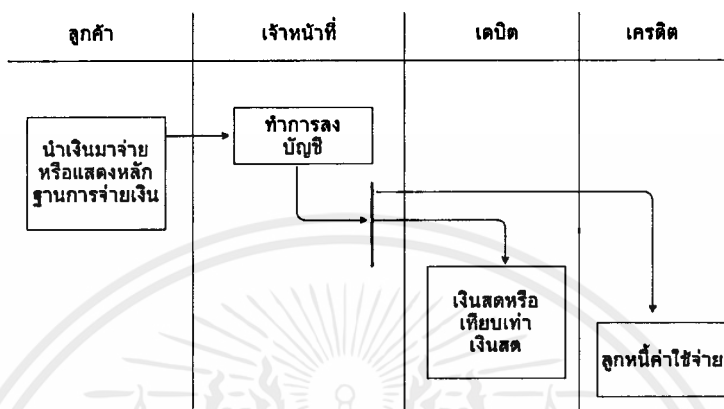 ลูกค้า เจ้าหน้าที่ เดบิต เครดิต
นำเงินมาจ่าย
หรือแสดงหลัก
ฐานการจ่ายเงิน
ทำการลง
บัญชี
เงินสดหรือ
เทียบเท่า
เงินสด
ลูกหนี้ค่าใช้จ่าย